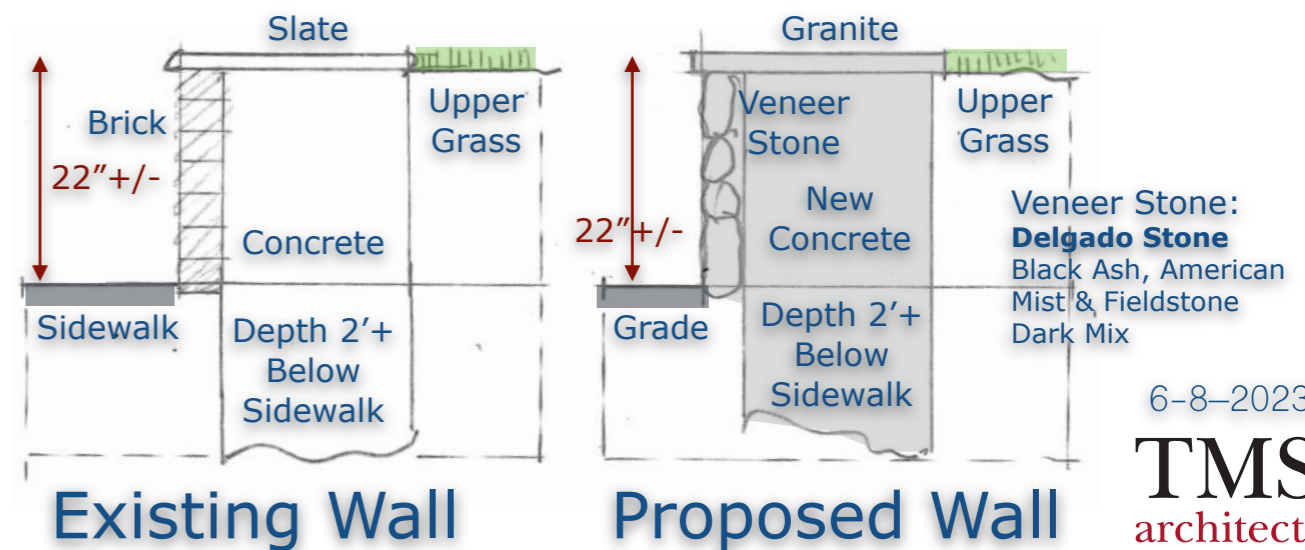 Slate
Brick
22"+/-
Upper
Grass
Concrete
Sidewalk
Depth 2'+
Below
Sidewalk
Existing Wall
Granite
Veneer
Stone
Upper
Grass
22"+/-
New
Concrete
Grade
Depth 2'+
Below
Sidewalk
Proposed Wall
Veneer Stone:
Delgado Stone
Black Ash, American
Mist & Fieldstone
Dark Mix
6-8-2023
TMS
architect